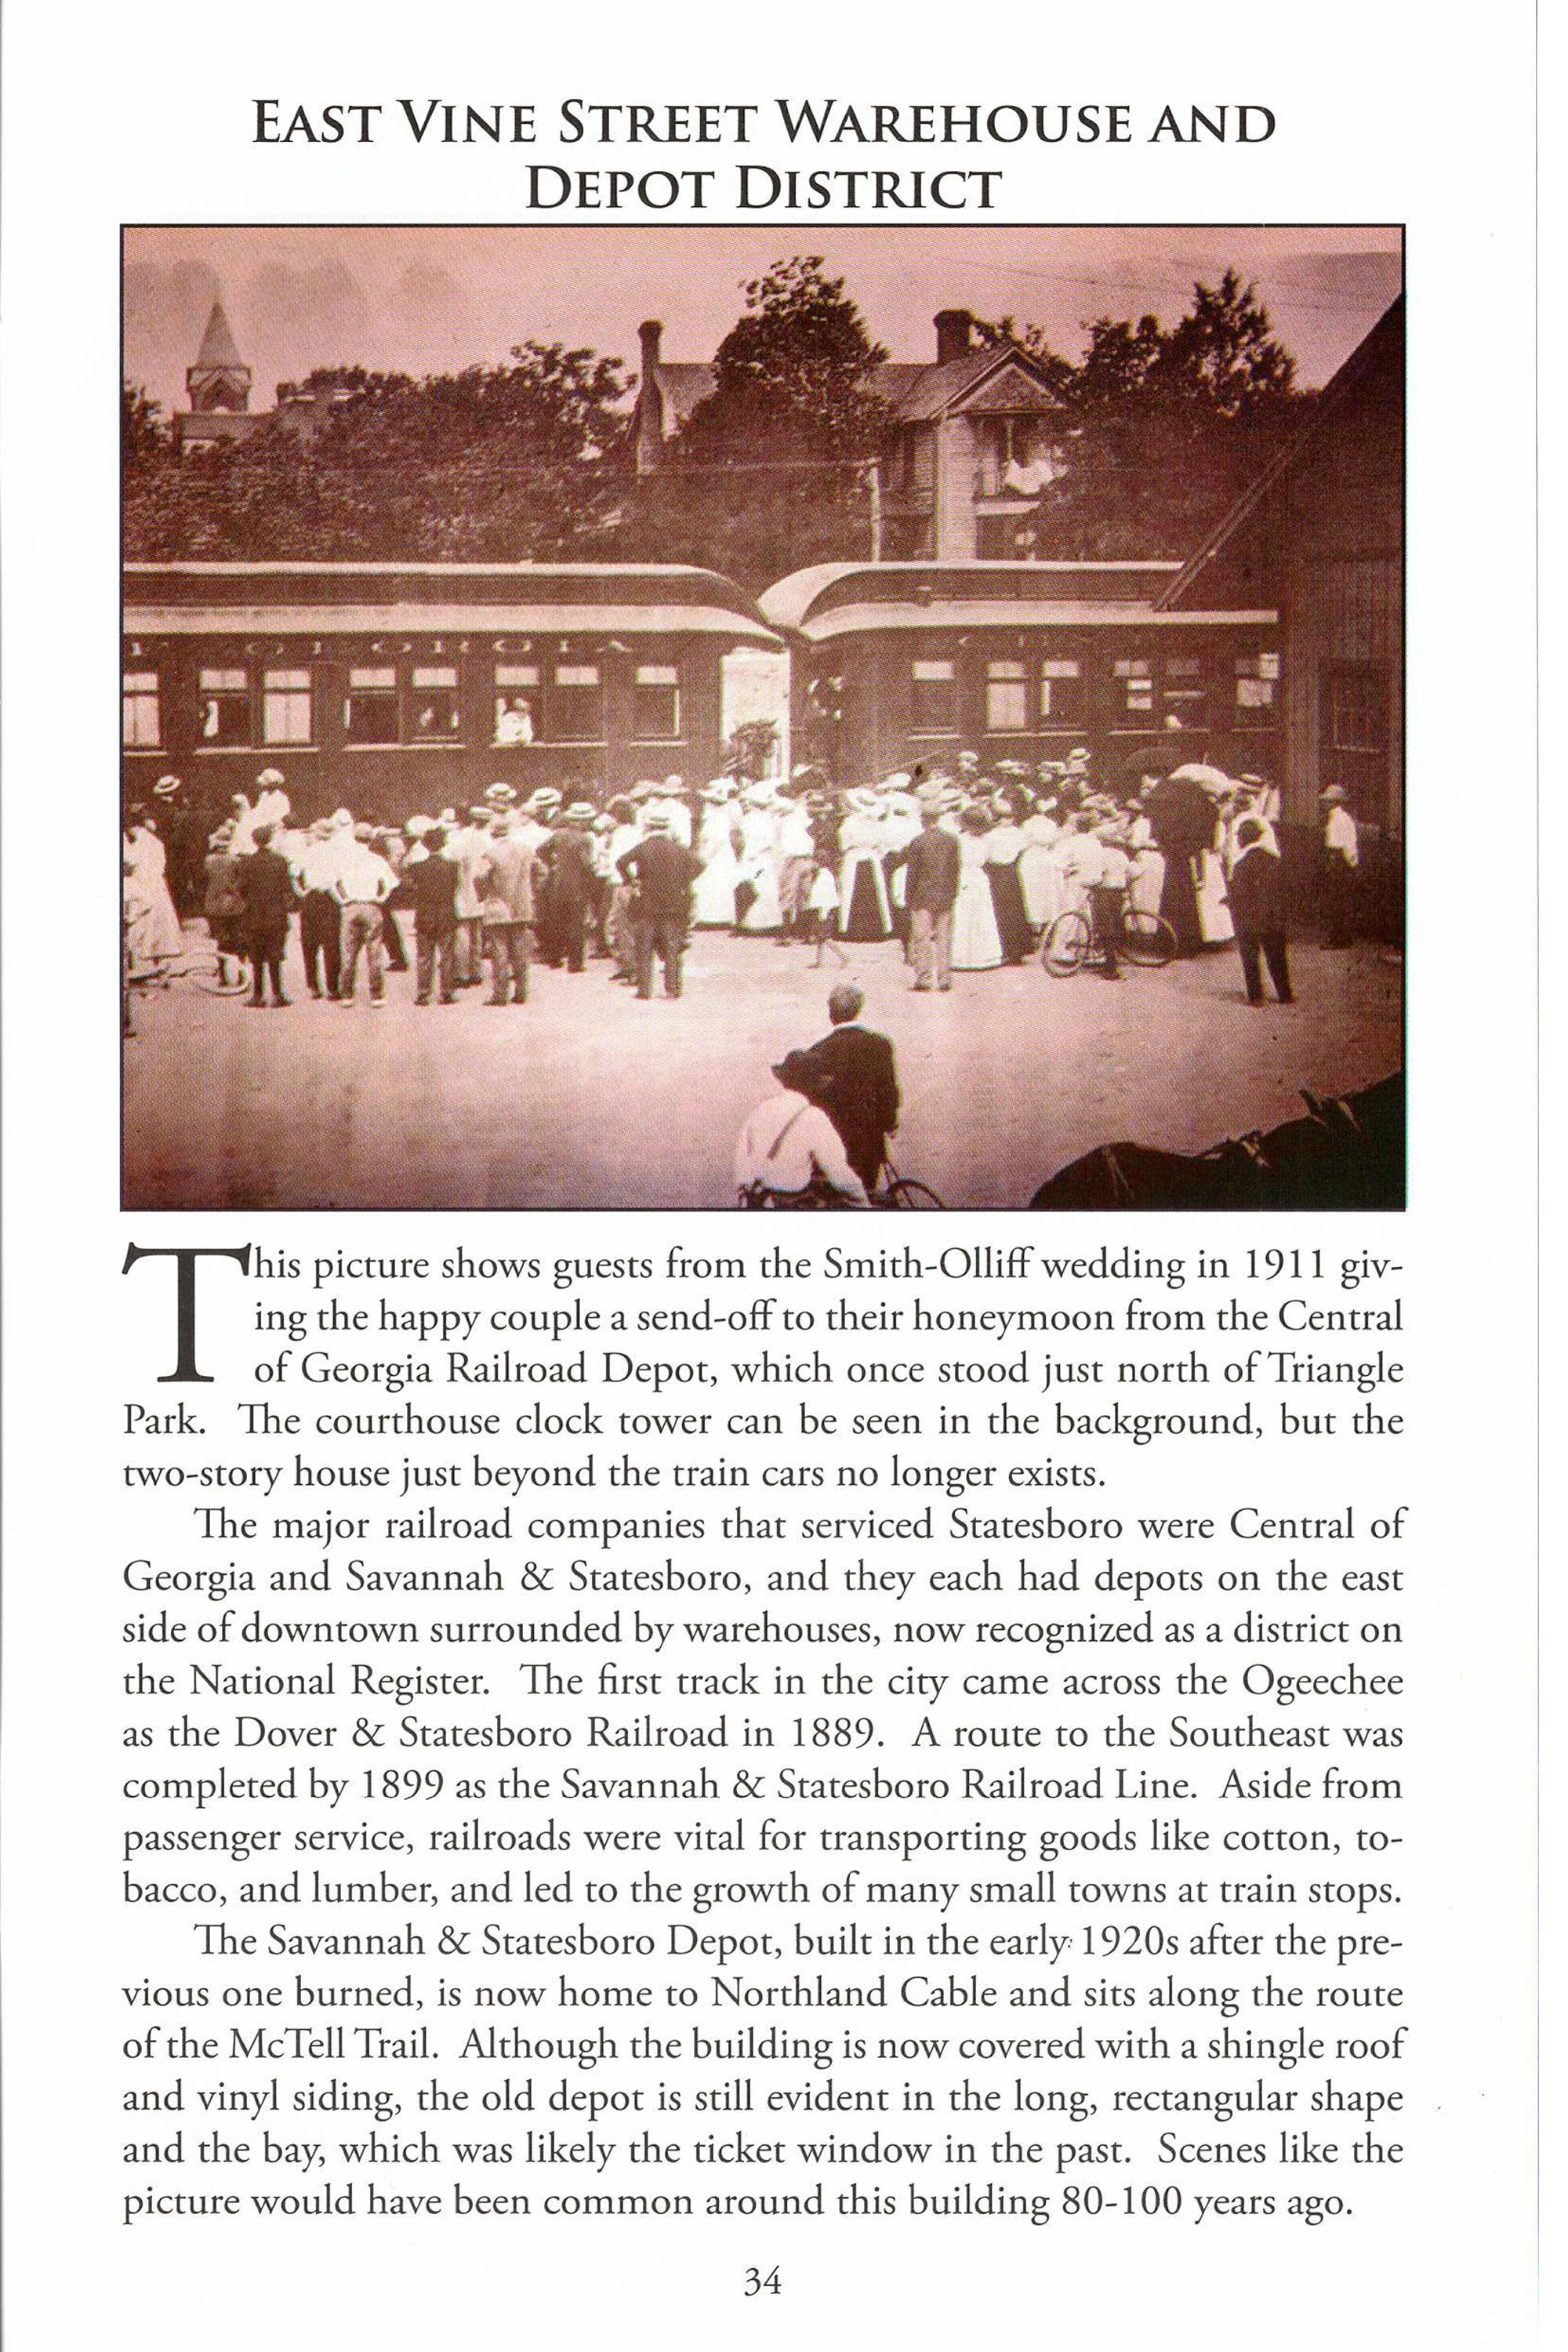 EAST VINE STREET WAREHOUSE AND
DEPOT DISTRICT
OF GEORGIA
This picture shows guests from the Smith-Olliff wedding in 1911 giv-
ing the happy couple a send-off to their honeymoon from the Central
of Georgia Railroad Depot, which once stood just north of Triangle
Park. The courthouse clock tower can be seen in the background, but the
two-story house just beyond the train cars no longer exists.
The major railroad companies that serviced Statesboro were Central of
Georgia and Savannah & Statesboro, and they each had depots on the east
side of downtown surrounded by warehouses, now recognized as a district on
the National Register. The first track in the city came across the Ogeechee
as the Dover & Statesboro Railroad in 1889. A route to the Southeast was
completed by 1899 as the Savannah & Statesboro Railroad Line. Aside from
passenger service, railroads were vital for transporting goods like cotton, to-
bacco, and lumber, and led to the growth of many small towns at train stops.
The Savannah & Statesboro Depot, built in the early 1920s after the pre-
vious one burned, is now home to Northland Cable and sits along the route
of the McTell Trail. Although the building is now covered with a shingle roof
and vinyl siding, the old depot is still evident in the long, rectangular shape
and the bay, which was likely the ticket window in the past. Scenes like the
picture would have been common around this building 80-100 years ago.
34